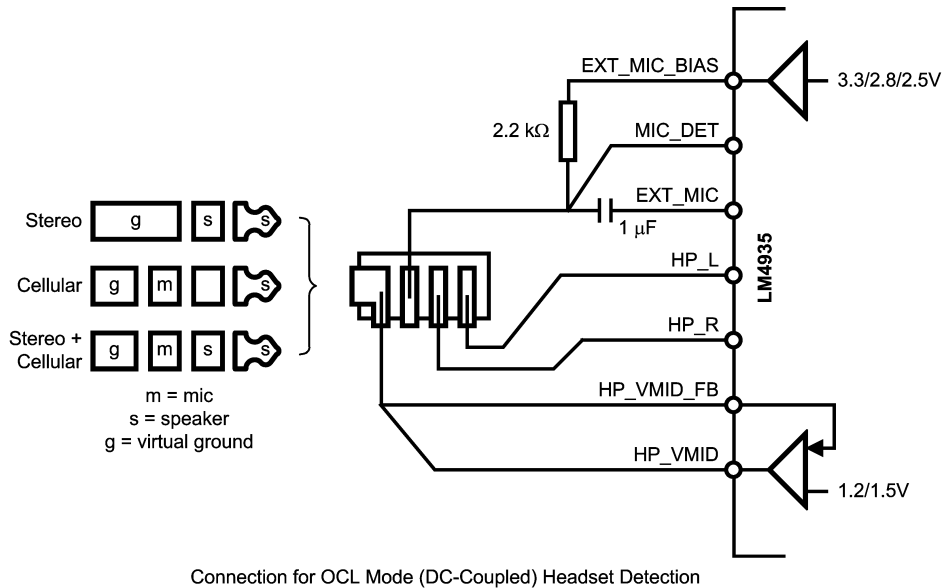 EXT_MIC_BIAS
3.3/2.8/2.5V
2.2 kΩ
MIC_DET
EXT_MIC
1 μF
LM4935
HP_L
HP_R
HP_VMID_FB
HP_VMID
1.2/1.5V
Stereo
g
s
s
Cellular
g
m
s
Stereo +
Cellular
g
m
s
s
m = mic
s = speaker
g = virtual ground
Connection for OCL Mode (DC-Coupled) Headset Detection